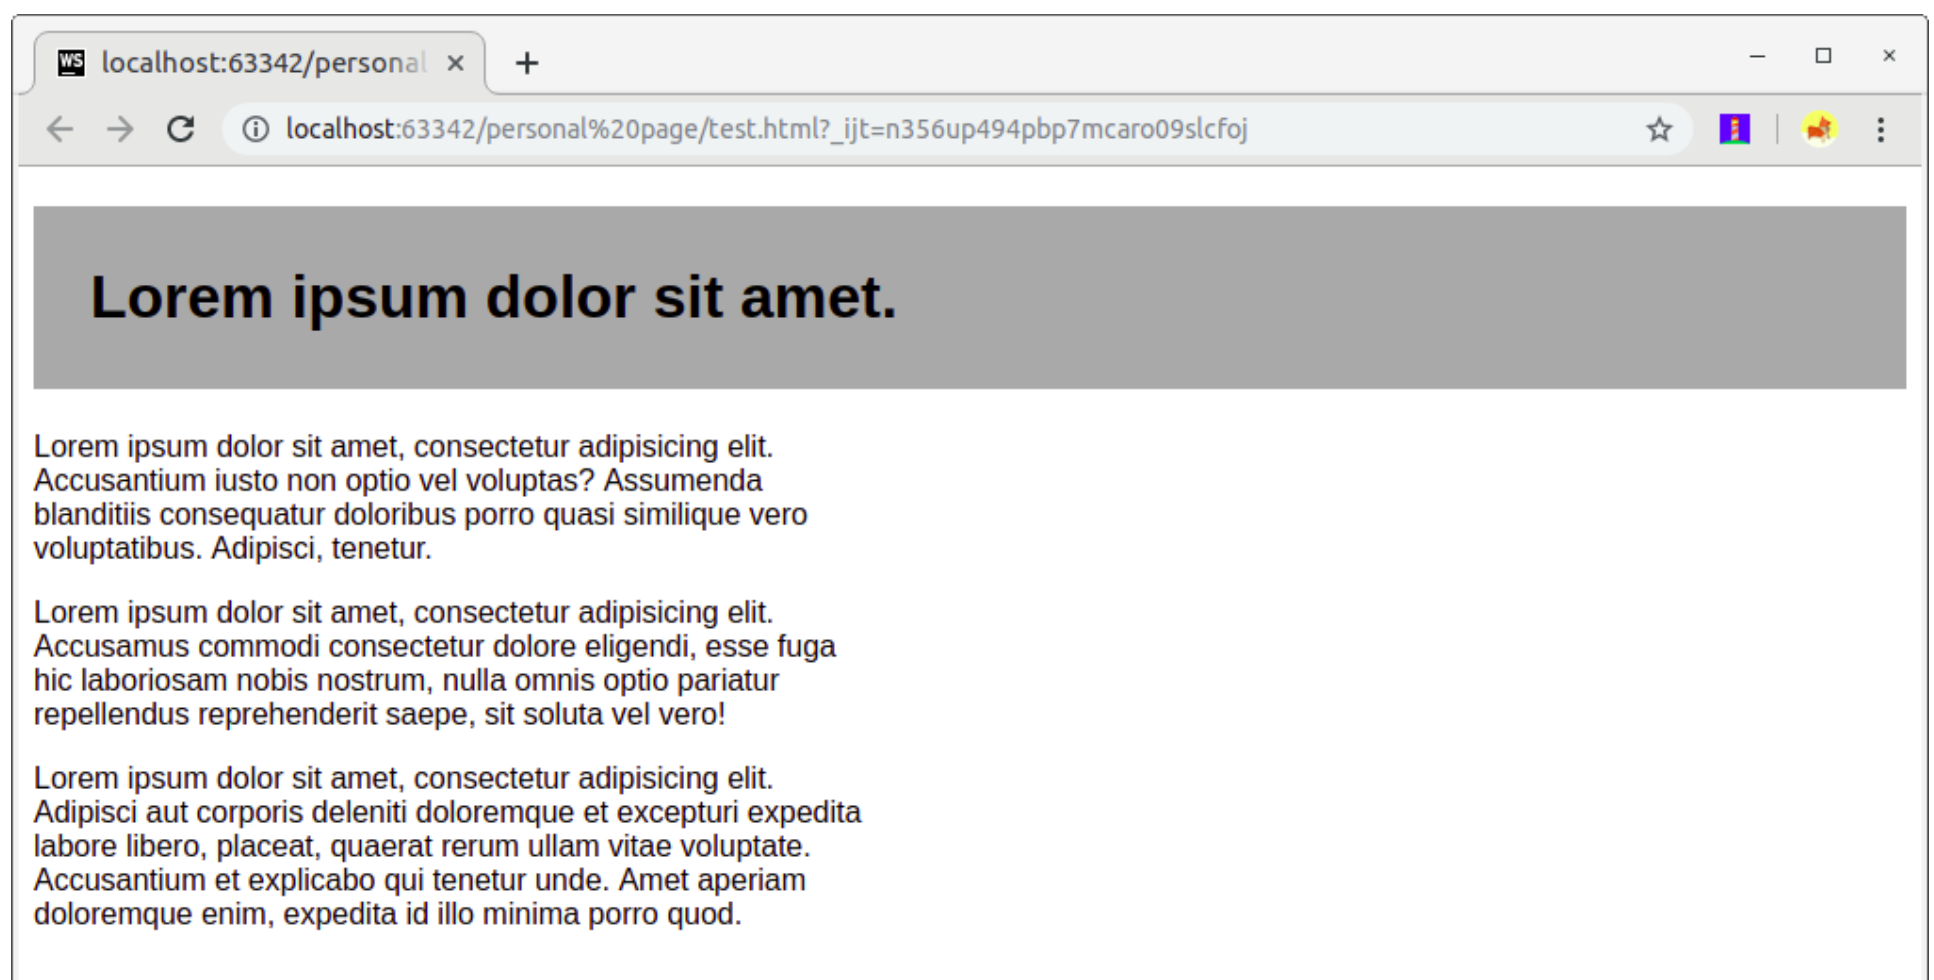 WS
localhost:63342/personal
localhost:63342/personal%20page/test.html?_ijt=n356up494pbp7mcaro09slcfoj
Lorem ipsum dolor sit amet.
Lorem ipsum dolor sit amet, consectetur adipisicing elit.
Accusantium iusto non optio vel voluptas? Assumenda
blanditiis consequatur doloribus porro quasi similique vero
voluptatibus. Adipisci, tenetur.
Lorem ipsum dolor sit amet, consectetur adipisicing elit.
Accusamus commodi consectetur dolore eligendi, esse fuga
hic laboriosam nobis nostrum, nulla omnis optio pariatur
repellendus reprehenderit saepe, sit soluta vel vero!
Lorem ipsum dolor sit amet, consectetur adipisicing elit.
Adipisci aut corporis deleniti doloremque et excepturi expedita
labore libero, placeat, quaerat rerum ullam vitae voluptate.
Accusantium et explicabo qui tenetur unde. Amet aperiam
doloremque enim, expedita id illo minima porro quod.